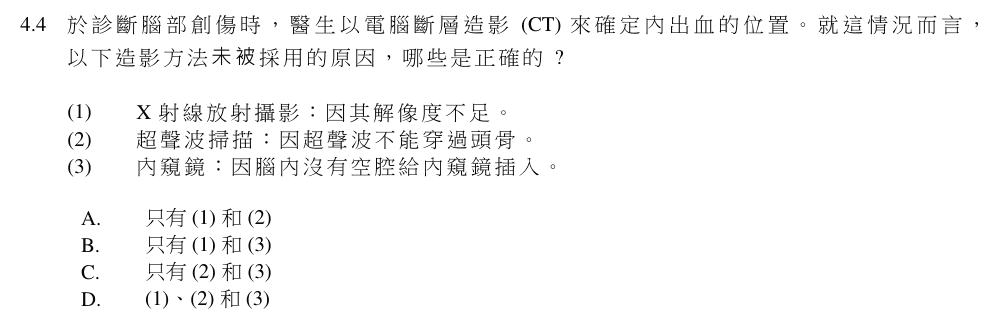 4.4 於診斷腦部創傷時，醫生以電腦斷層造影 (CT) 來確定內出血的位置。就這情況而言，
以下造影方法未被採用的原因，哪些是正確的？
(1) X 射線放射攝影：因其解像度不足。
(2) 超聲波掃描：因超聲波不能穿過頭骨。
(3) 內窺鏡：因腦內沒有空腔給內窺鏡插入。
A. 只有 (1) 和 (2)
B. 只有 (1) 和 (3)
C. 只有 (2) 和 (3)
D. (1)、(2) 和 (3)